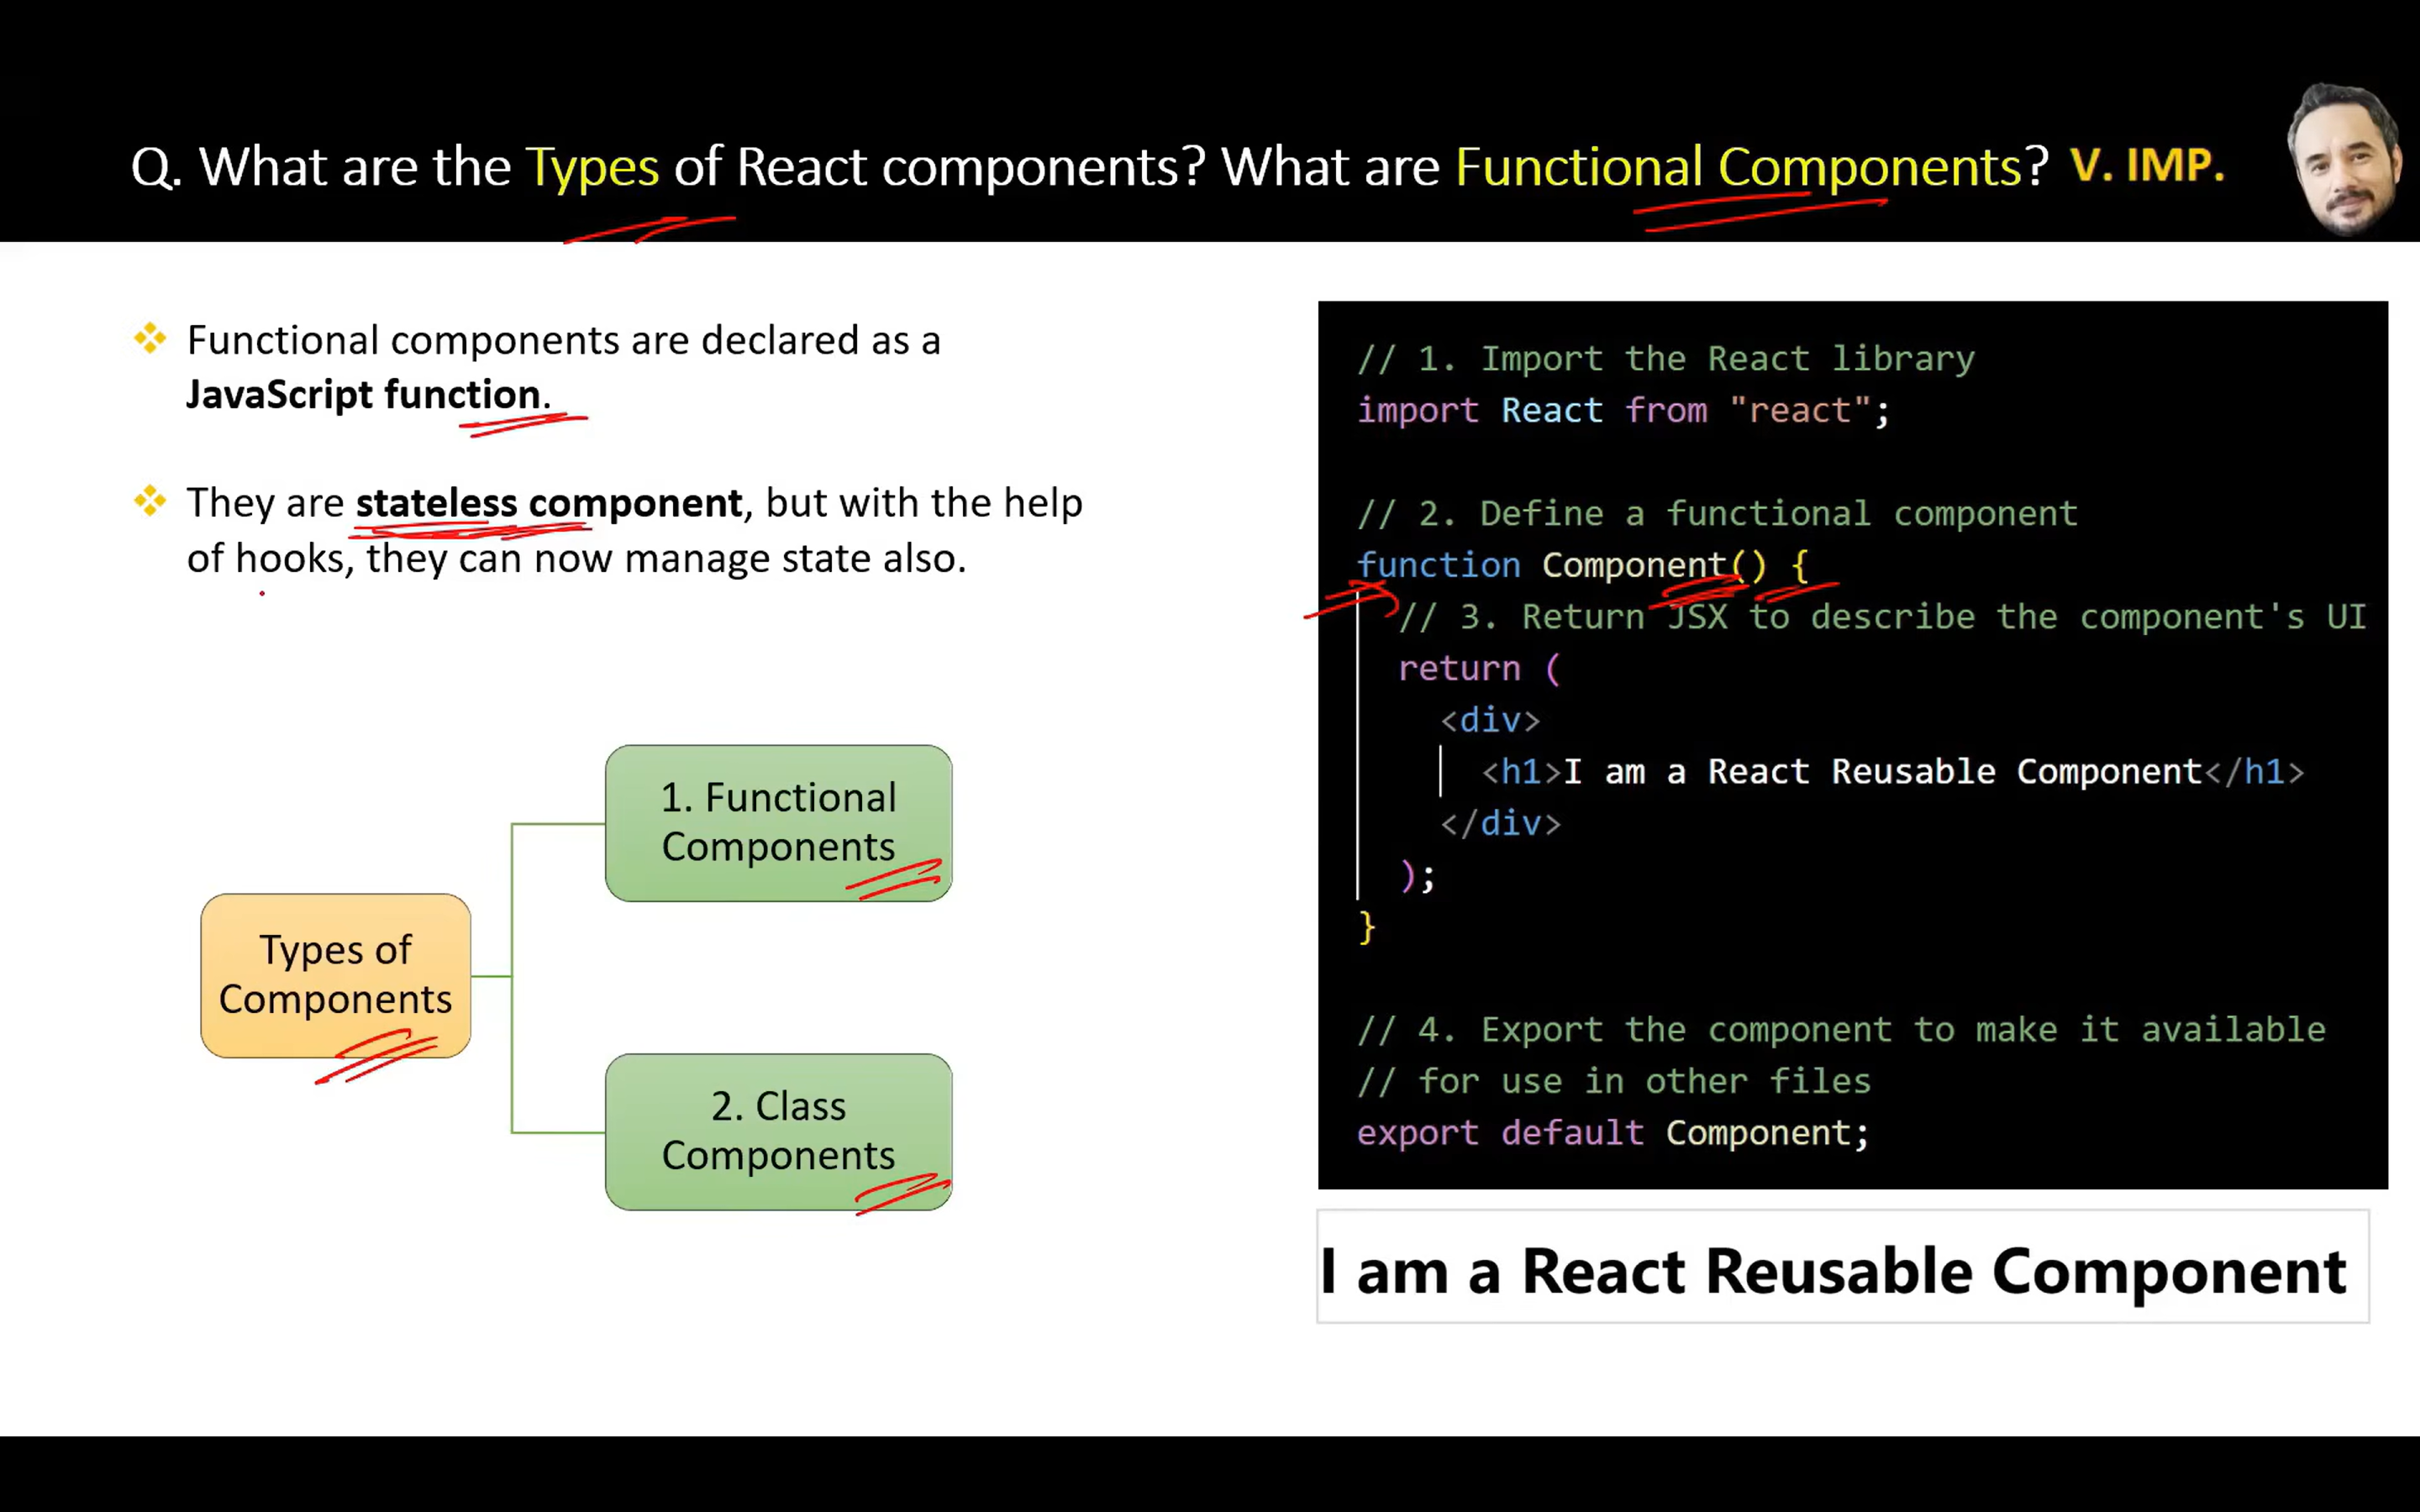 Q. What are the Types of React components? What are Functional Components? V. IMP.
Functional components are declared as a
JavaScript function.
They are stateless component, but with the help
of hooks, they can now manage state also.
Types of
Components
1. Functional
Components
2. Class
Components
// 1. Import the React library
import React from "react";
// 2. Define a functional component
function Component() {
// 3. Return JSX to describe the component's UI
return (
<div>
<h1>I am a React Reusable Component</h1>
</div>
);
}
// 4. Export the component to make it available
// for use in other files
export default Component;
I am a React Reusable Component